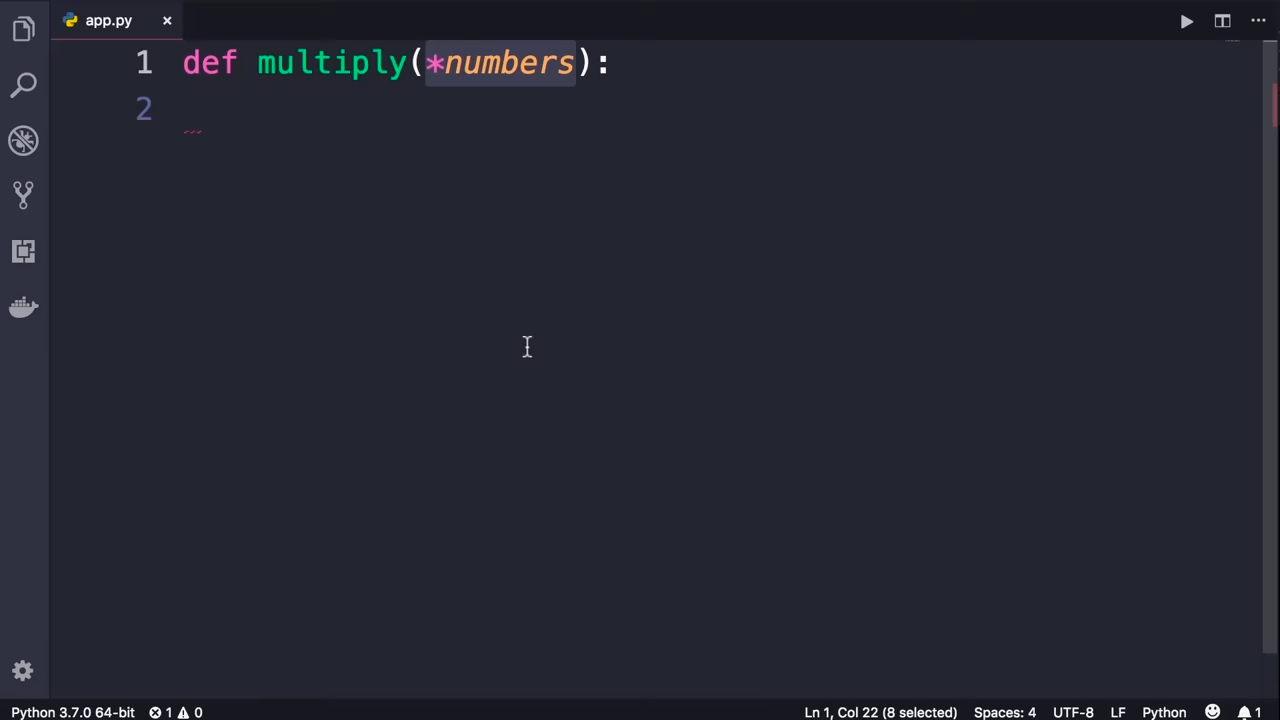 app.py ×
1 def multiply(*numbers):
2
Python 3.7.0 64-bit 1 0 Ln 1, Col 22 (8 selected) Spaces: 4 UTF-8 LF Python 1